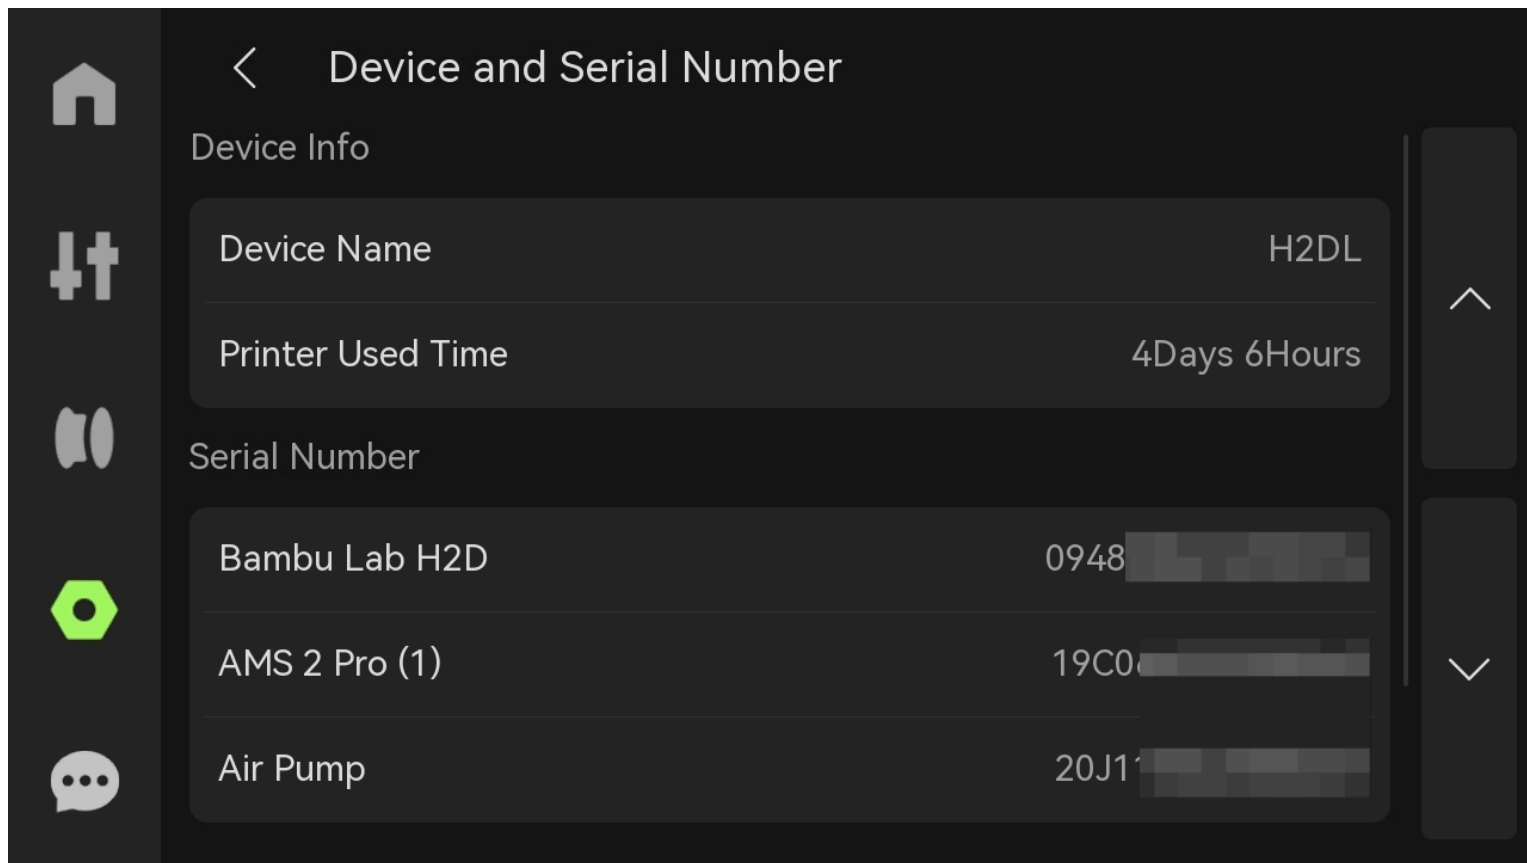 Device and Serial Number
Device Info
Device Name H2DL
Printer Used Time 4Days 6Hours
Serial Number
Bambu Lab H2D 0948
AMS 2 Pro (1) 19C0
Air Pump 20J1